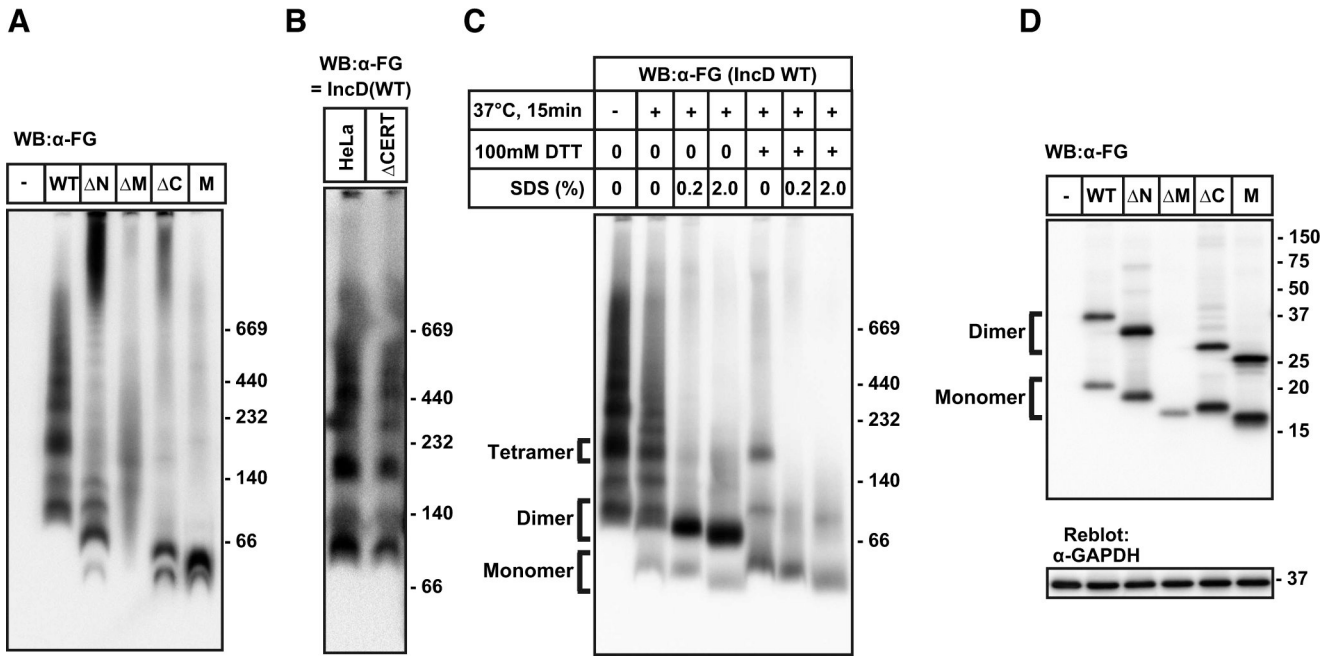 A
WB:α-FG
- WT ΔN ΔM ΔC M
- 669
- 440
- 232
- 140
- 66
B
WB:α-FG
= IncD(WT)
HeLa ΔCERT
- 669
- 440
- 232
- 140
- 66
C
WB:α-FG (IncD WT)
37°C, 15min - + + + + + +
100mM DTT 0 0 0 0 + + +
SDS (%) 0 0 0.2 2.0 0 0.2 2.0
Tetramer
Dimer
Monomer
- 669
- 440
- 232
- 140
- 66
D
WB:α-FG
- WT ΔN ΔM ΔC M
Dimer
Monomer
- 150
- 75
- 50
- 37
- 25
- 20
- 15
Reblot:
α-GAPDH
- 37